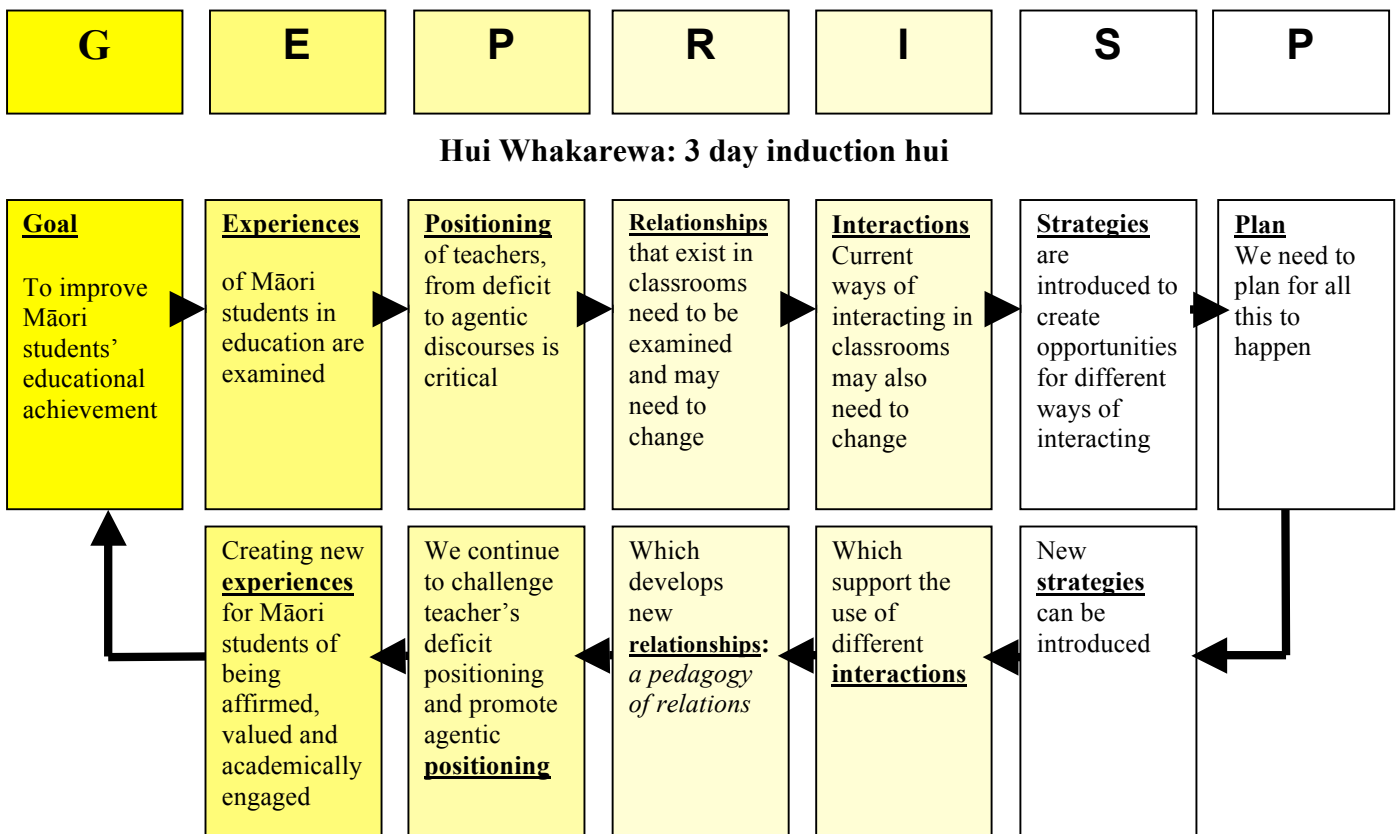 G
E
P
R
I
S
P
Hui Whakarewa: 3 day induction hui
Goal
To improve
Māori
students’
educational
achievement
Experiences
of Māori
students in
education are
examined
Positioning
of teachers,
from deficit
to agentic
discourses is
critical
Relationships
that exist in
classrooms
need to be
examined
and may
need to
change
Interactions
Current
ways of
interacting in
classrooms
may also
need to
change
Strategies
are
introduced to
create
opportunities
for different
ways of
interacting
Plan
We need to
plan for all
this to
happen
Creating new
experiences
for Māori
students of
being
affirmed,
valued and
academically
engaged
We continue
to challenge
teacher’s
deficit
positioning
and promote
agentic
positioning
Which
develops
new
relationships:
a pedagogy
of relations
Which
support the
use of
different
interactions
New
strategies
can be
introduced